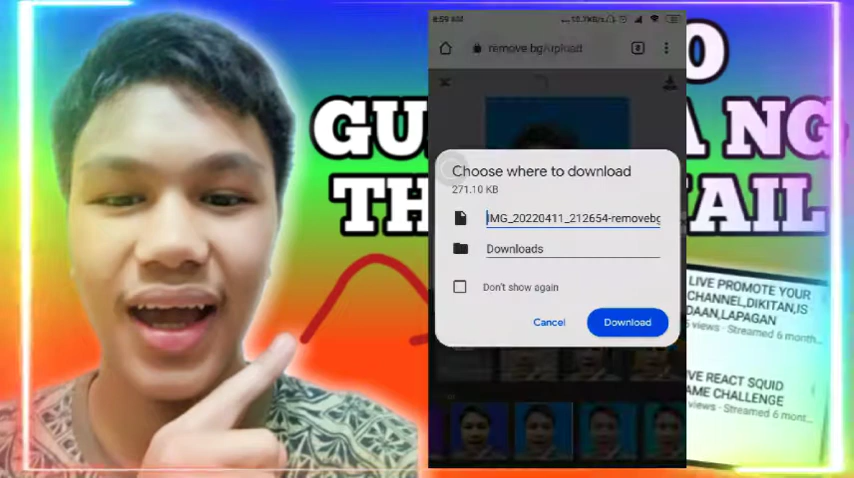 O
GU A NG
TH AIL
8:59 AM
remove.bg/upload
Choose where to download
271.10 KB
IMG_20220411_212654-removebg
Downloads
Don't show again
Cancel Download
LIVE PROMOTE YOUR
CHANNEL,DIKITAN,IS
DAAN,LAPAGAN
views · Streamed 6 month...
VE REACT SQUID
AME CHALLENGE
views · Streamed 6 mont...